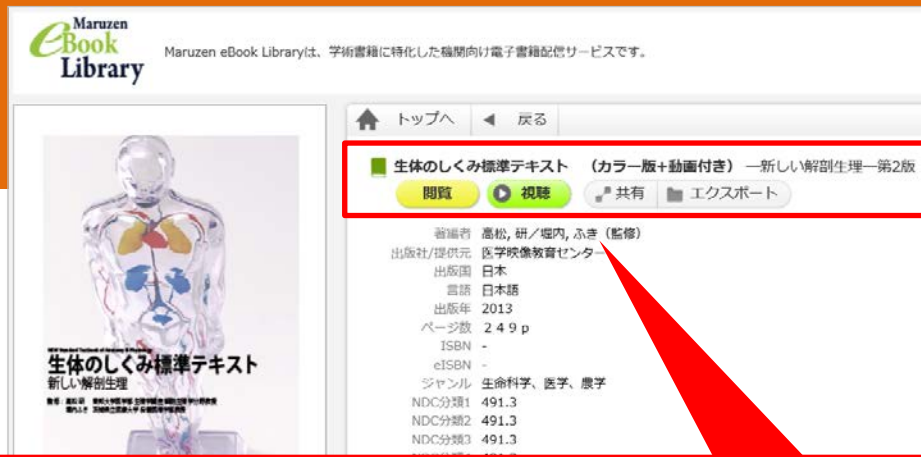 Maruzen
eBook
Library
Maruzen eBook Libraryは、学術書籍に特化した機関向け電子書籍配信サービスです。
トップへ ◀ 戻る
生体のしくみ標準テキスト （カラー版+動画付き） ―新しい解剖生理―第2版
閲覧 視聴 共有 エクスポート
著編者 高松, 研／堀内, ふき（監修）
出版社/提供元 医学映像教育センター
出版国 日本
言語 日本語
出版年 2013
ページ数 249p
ISBN -
eISBN -
ジャンル 生命科学、医学、農学
NDC分類1 491.3
NDC分類2 491.3
NDC分類3 491.3
生体のしくみ標準テキスト
新しい解剖生理